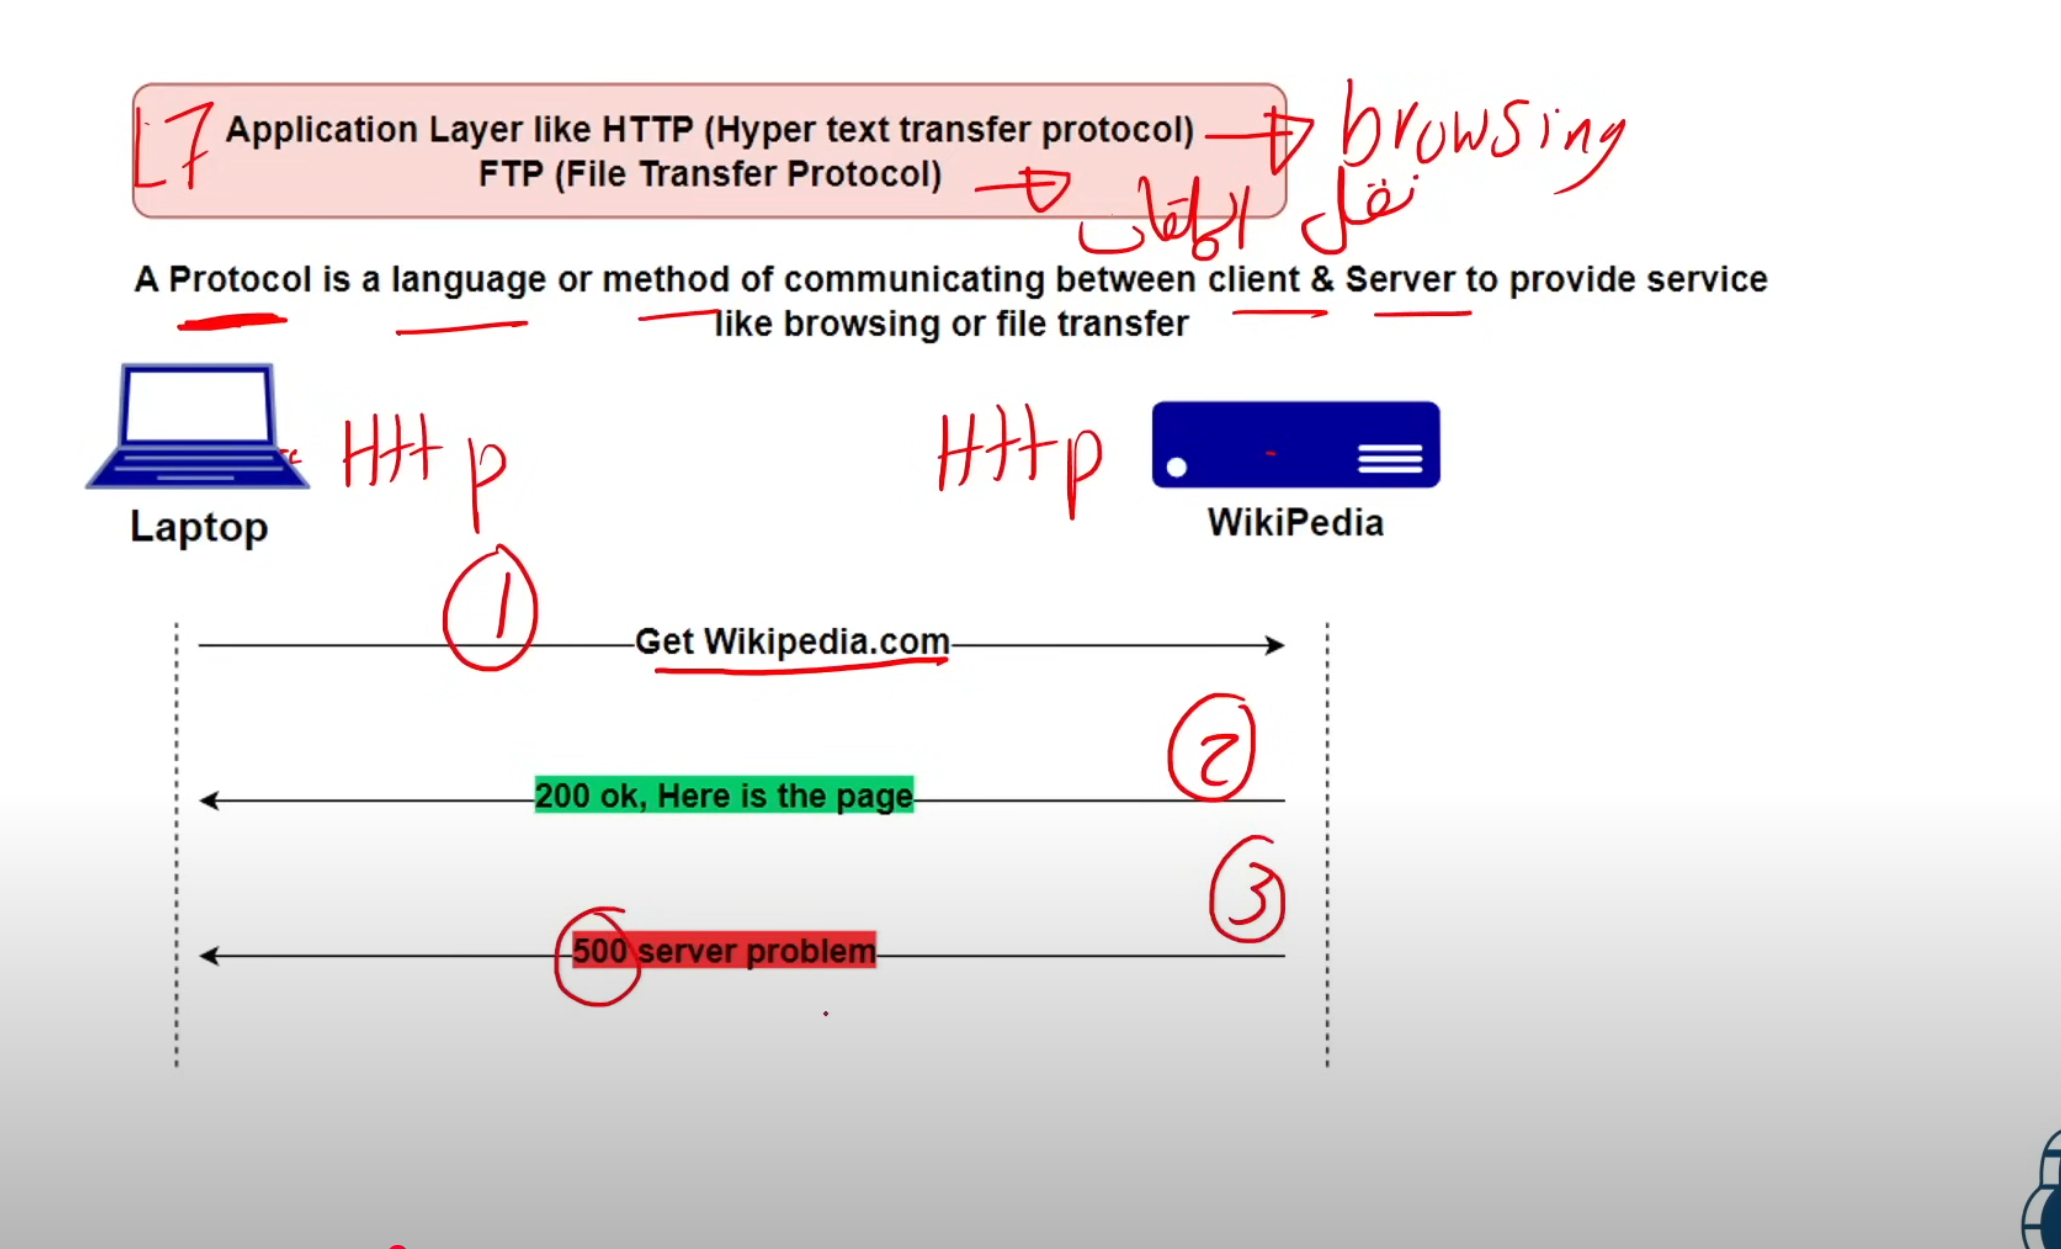 L7 Application Layer like HTTP (Hyper text transfer protocol) browsing
FTP (File Transfer Protocol) نقل الملفات
A Protocol is a language or method of communicating between client & Server to provide service
like browsing or file transfer
Http Http
Laptop WikiPedia
1
Get Wikipedia.com
2
200 ok, Here is the page
3
500 server problem